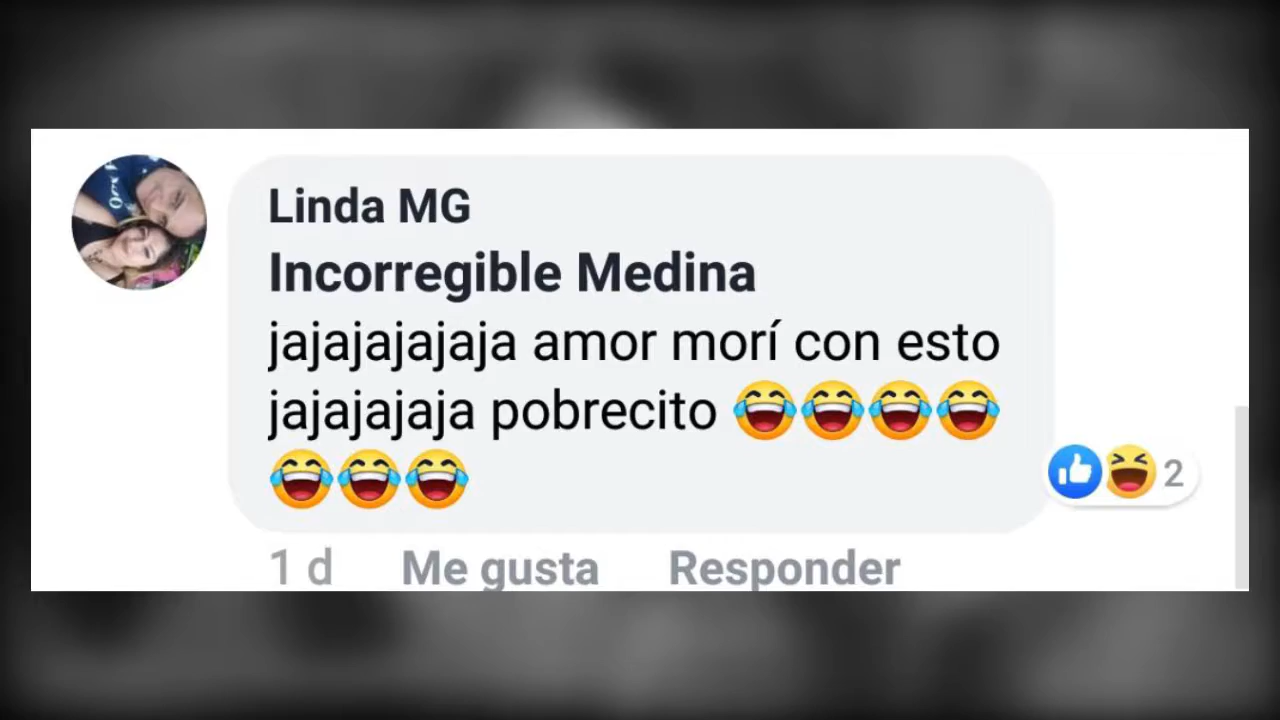 Linda MG
Incorregible Medina
jajajajajaja amor morí con esto
jajajajaja pobrecito 😂😂😂😂
😂😂😂
2
1 d Me gusta Responder